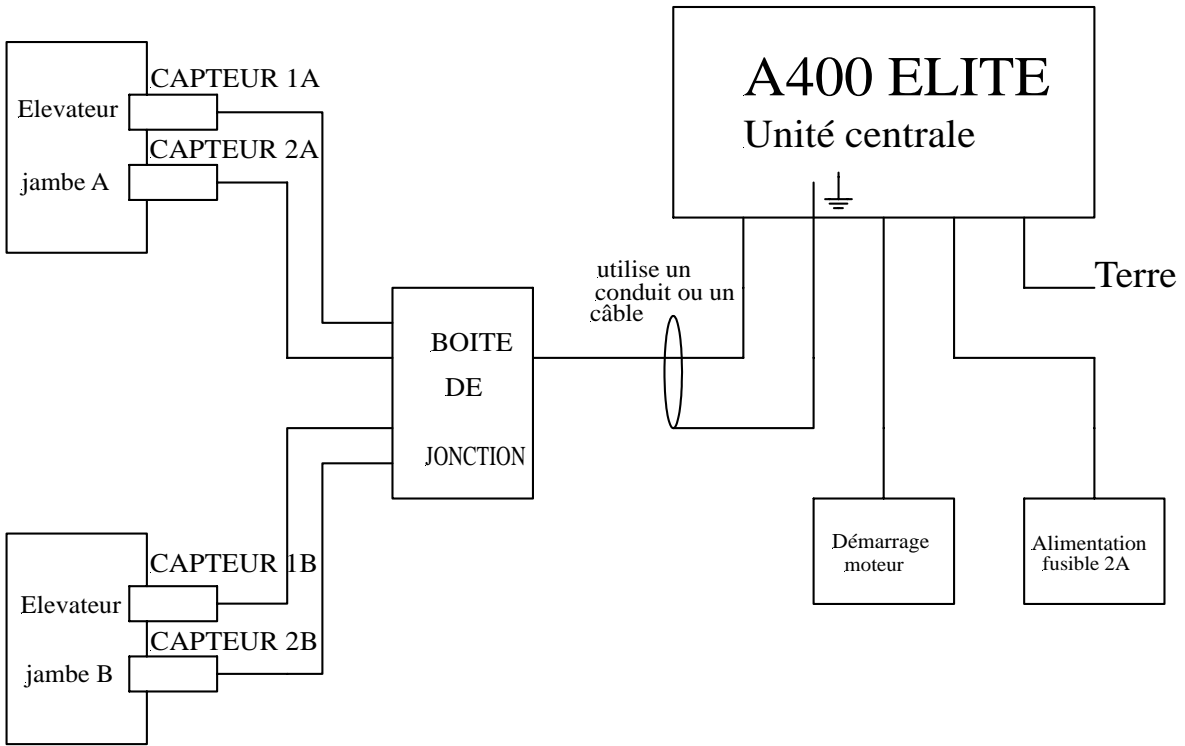 A400 ELITE
Unité centrale
CAPTEUR 1A
Elevateur
CAPTEUR 2A
jambe A
utilise un
conduit ou un
câble
Terre
BOITE
DE
JONCTION
CAPTEUR 1B
Elevateur
CAPTEUR 2B
jambe B
Démarrage
moteur
Alimentation
fusible 2A